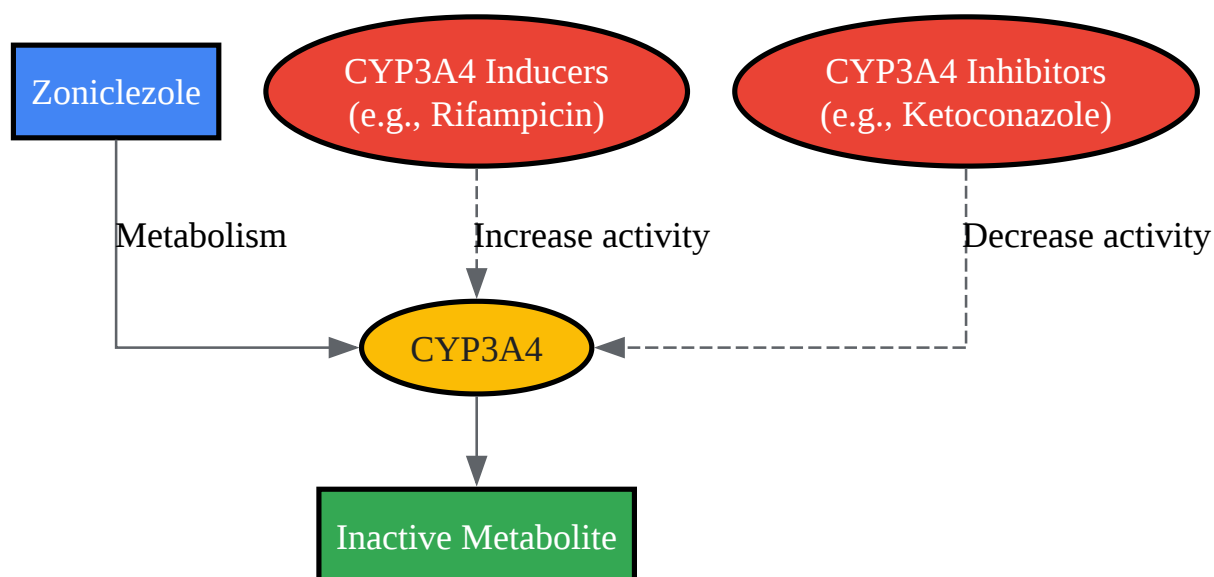 Zoniclezole
CYP3A4 Inducers
(e.g., Rifampicin)
CYP3A4 Inhibitors
(e.g., Ketoconazole)
Metabolism
Increase activity
Decrease activity
CYP3A4
Inactive Metabolite